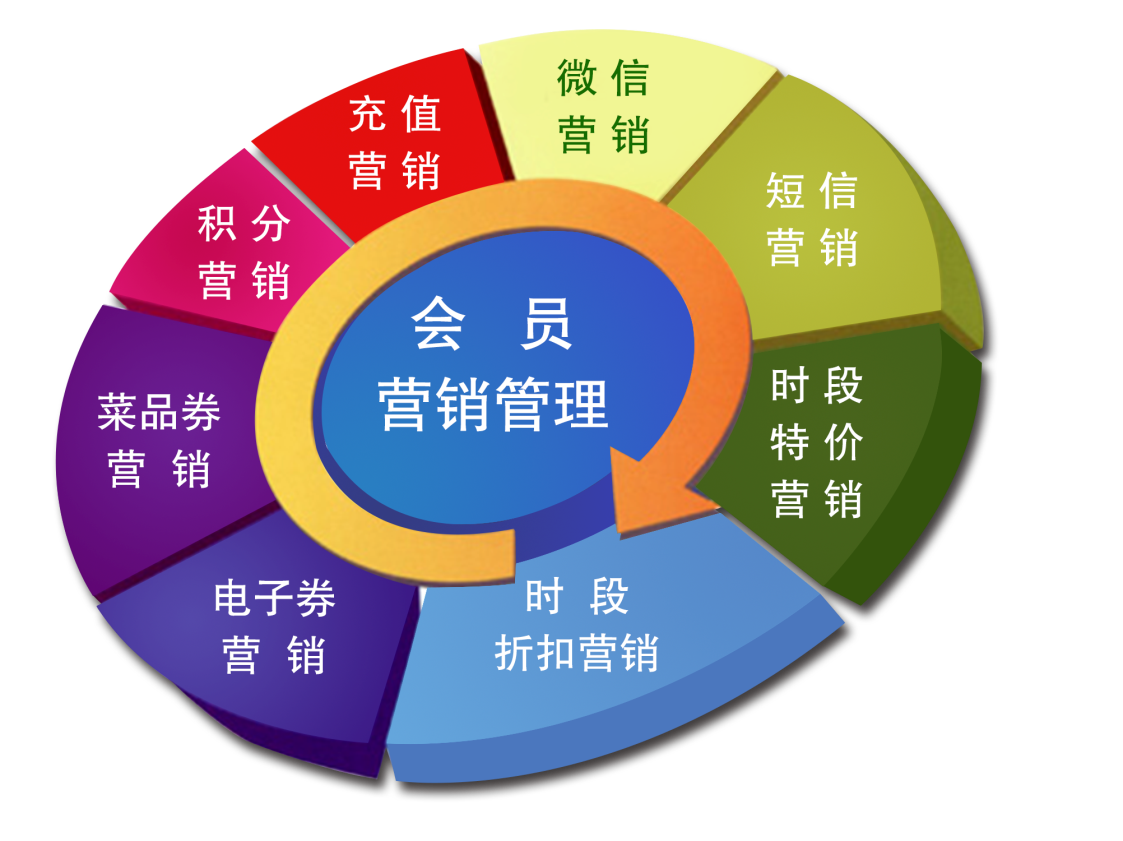 会 员
营销管理
微 信
营 销
短 信
营 销
时 段
特 价
营 销
时 段
折扣营销
电子券
营 销
菜品券
营 销
积 分
营 销
充 值
营 销